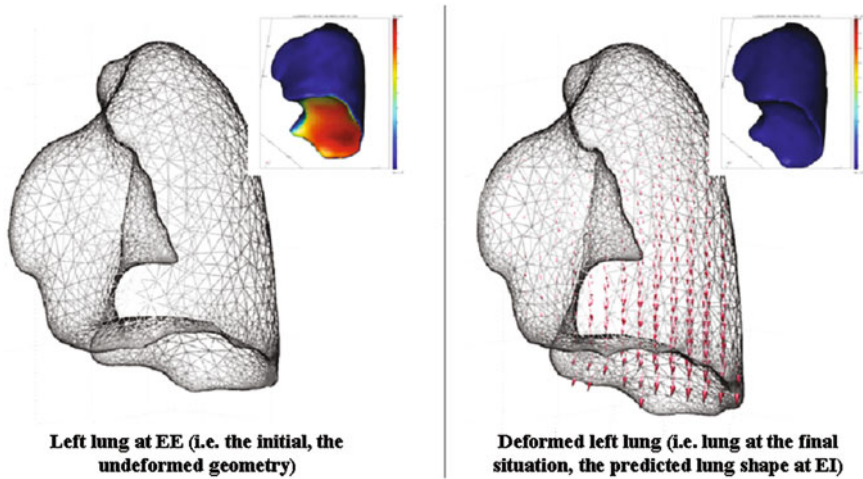 Left lung at EE (i.e. the initial, the
undeformed geometry)
Deformed left lung (i.e. lung at the final
situation, the predicted lung shape at EI)